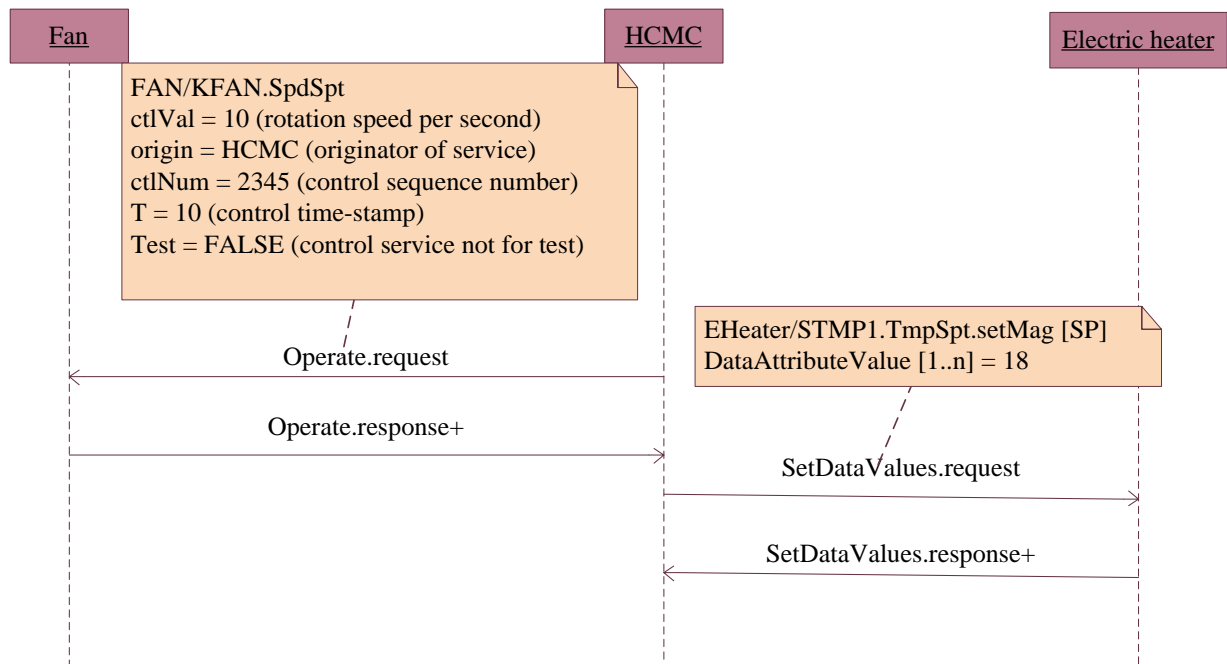 Fan
HCMC
Electric heater
FAN/KFAN.SpdSpt
ctlVal = 10 (rotation speed per second)
origin = HCMC (originator of service)
ctlNum = 2345 (control sequence number)
T = 10 (control time-stamp)
Test = FALSE (control service not for test)
EHeater/STMP1.TmpSpt.setMag [SP]
DataAttributeValue [1..n] = 18
Operate.request
Operate.response+
SetDataValues.request
SetDataValues.response+